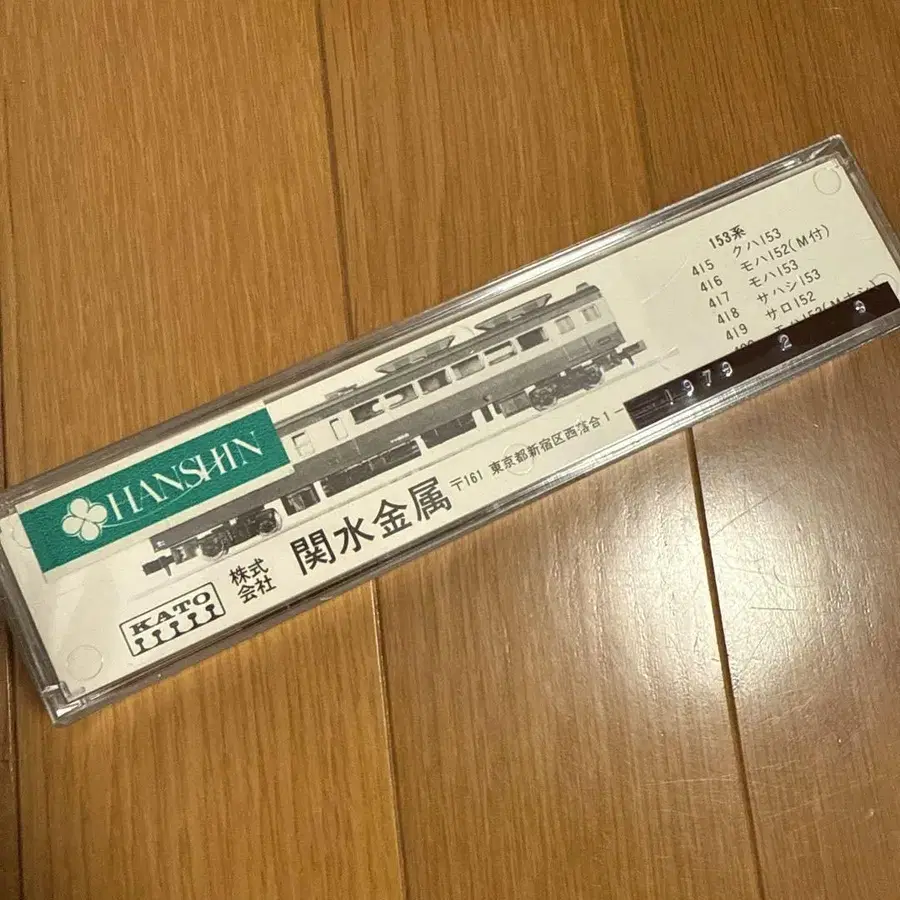 153系
415 クハ153
416 モハ152(M付)
417 モハ153
418 サハシ153
419 サロ152
1979 2 9
HANSHIN
KATO
株式会社 関水金属 〒161 東京都新宿区西落合1-